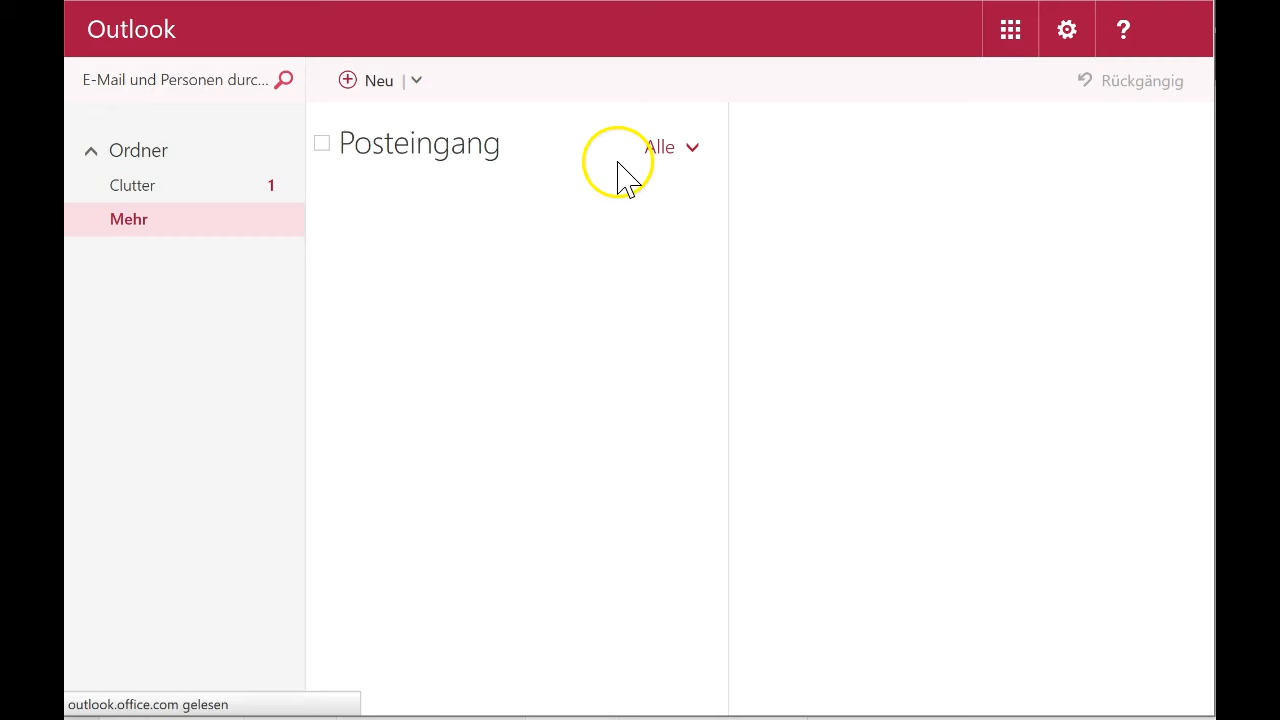 Outlook
?
E-Mail und Personen durc...
Neu
Rückgängig
Ordner
Posteingang
Alle
Clutter 1
Mehr
outlook.office.com gelesen